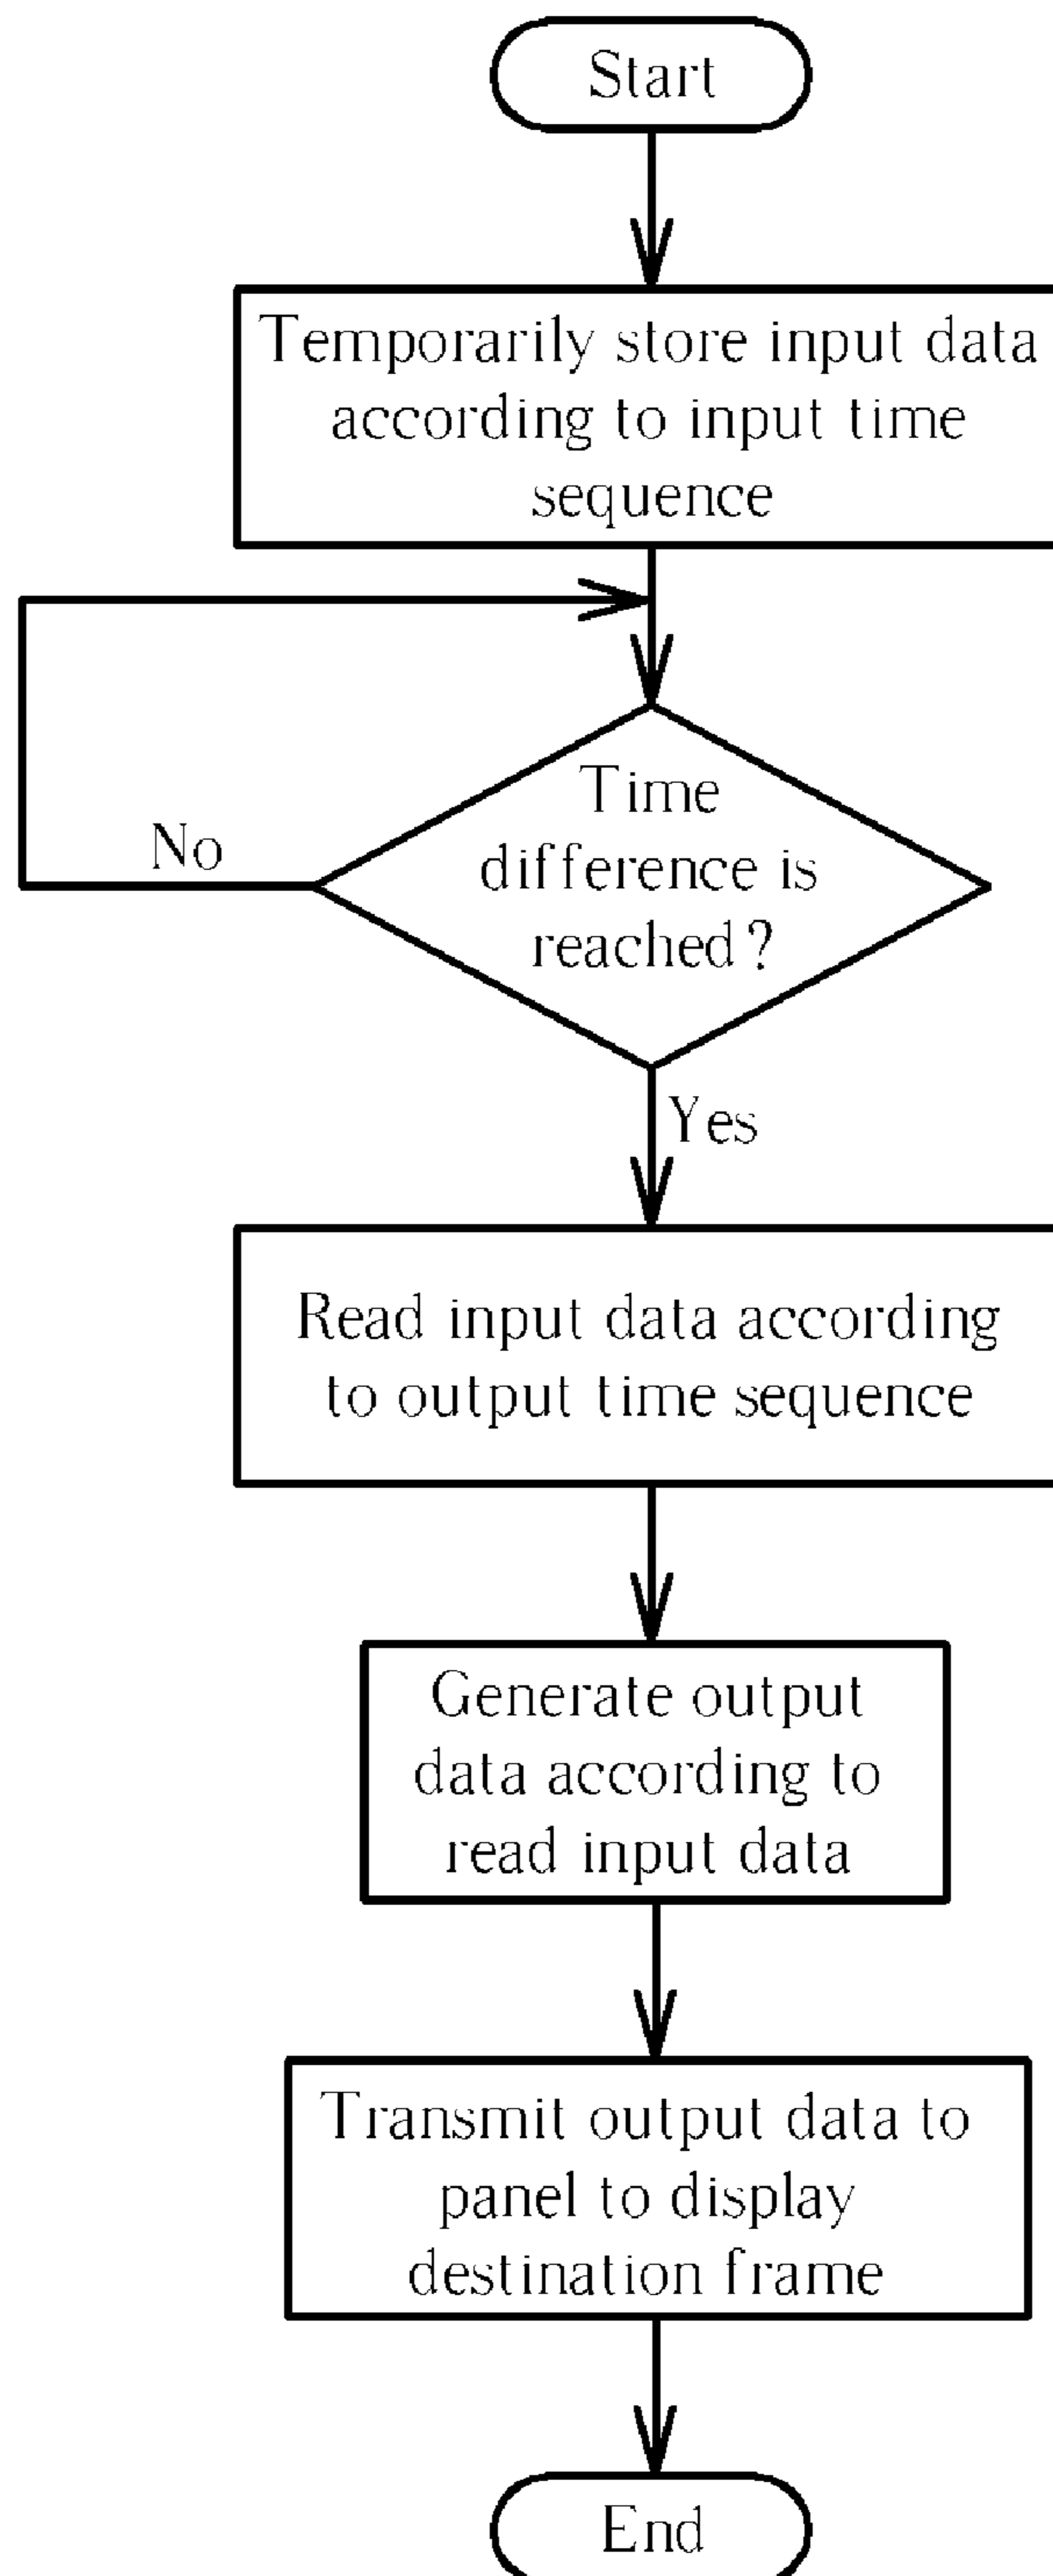 Start
Temporarily store input data
according to input time
sequence
Time
difference is
reached?
No
Yes
Read input data according
to output time sequence
Generate output
data according to
read input data
Transmit output data to
panel to display
destination frame
End